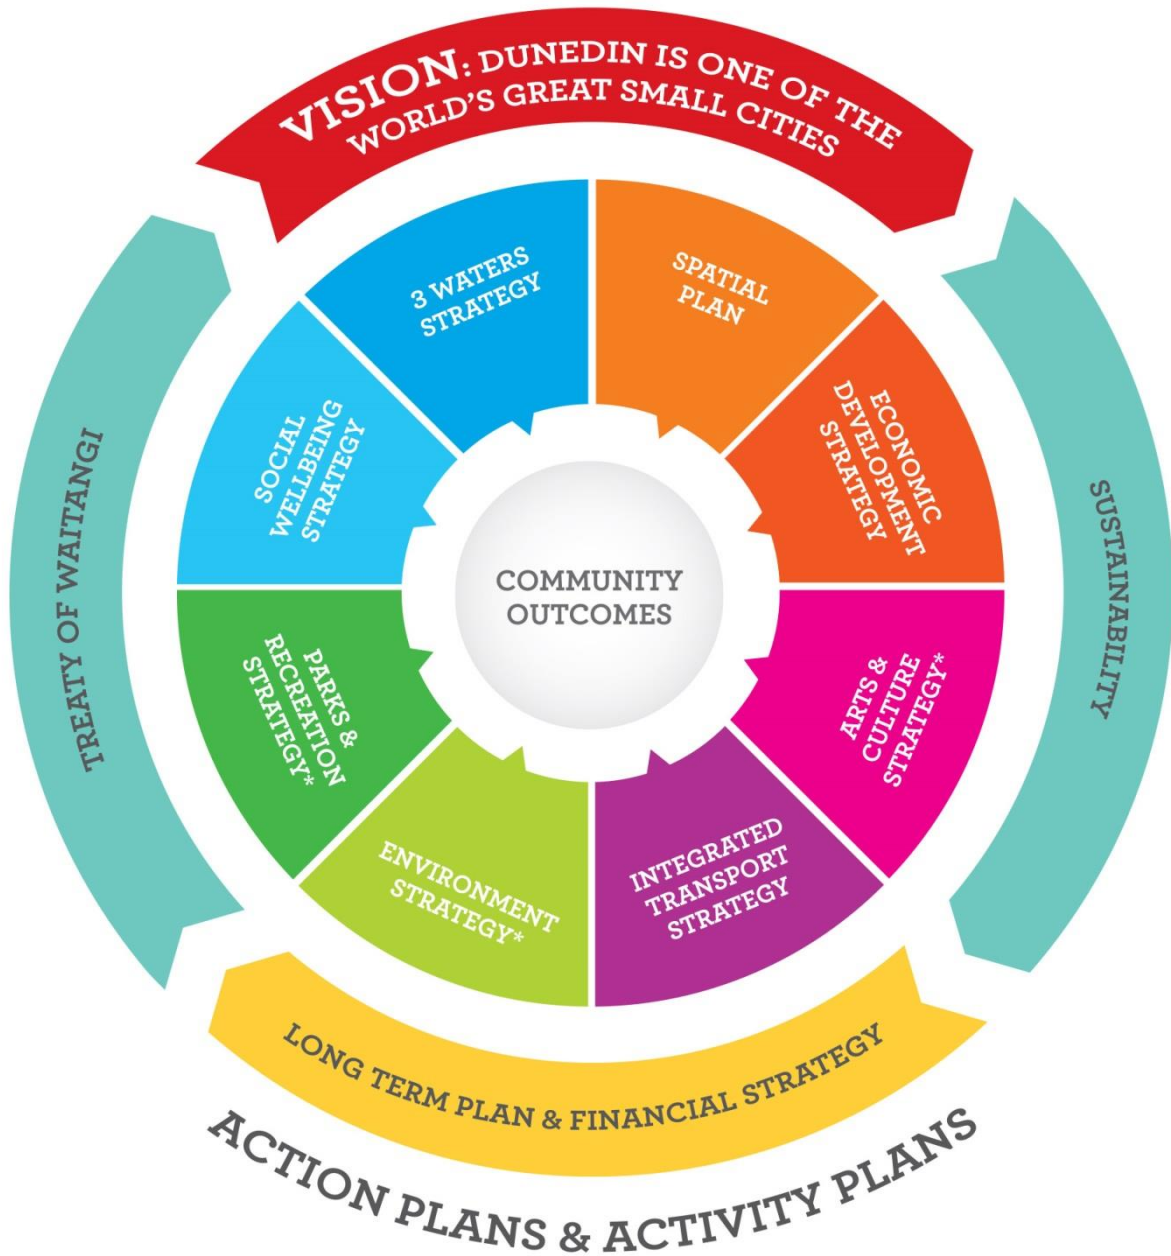 VISION: DUNEDIN IS ONE OF THE
WORLD'S GREAT SMALL CITIES
3 WATERS
STRATEGY
SPATIAL
PLAN
ECONOMIC
DEVELOPMENT
STRATEGY
ARTS &
CULTURE
STRATEGY*
INTEGRATED
TRANSPORT
STRATEGY
ENVIRONMENT
STRATEGY*
PARKS &
RECREATION
STRATEGY*
SOCIAL
WELLBEING
STRATEGY
COMMUNITY
OUTCOMES
SUSTAINABILITY
TREATY OF WAITANGI
LONG TERM PLAN & FINANCIAL STRATEGY
ACTION PLANS & ACTIVITY PLANS